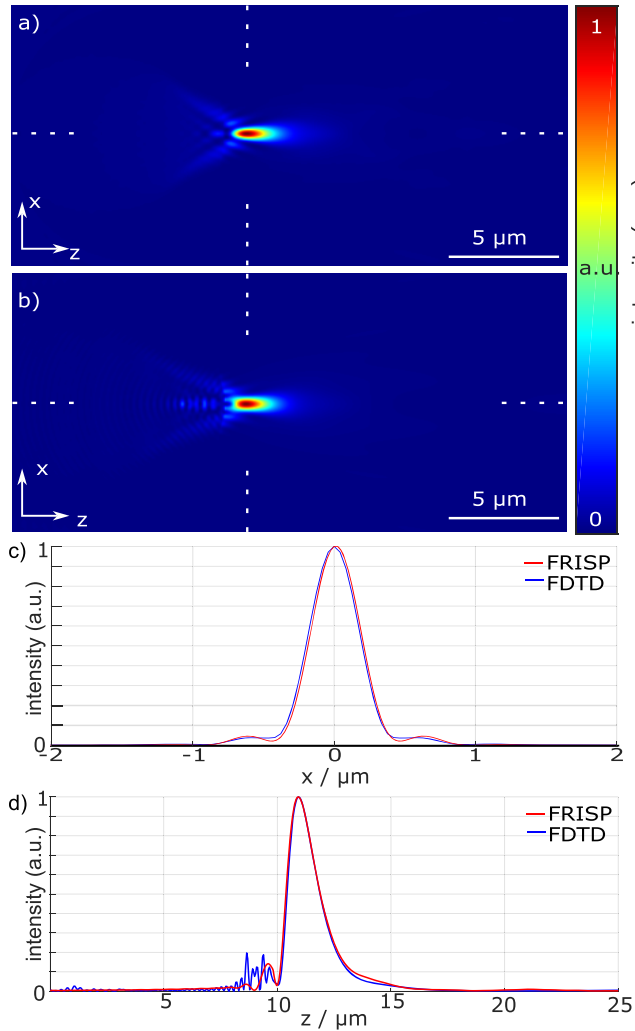 a)
x
z
5 µm
1
a.u.
0
b)
x
z
5 µm
c)
1
intensity (a.u.)
0
FRISP
FDTD
-2 -1 0 1 2
x / µm
d)
1
intensity (a.u.)
0
FRISP
FDTD
5 10 15 20 25
z / µm